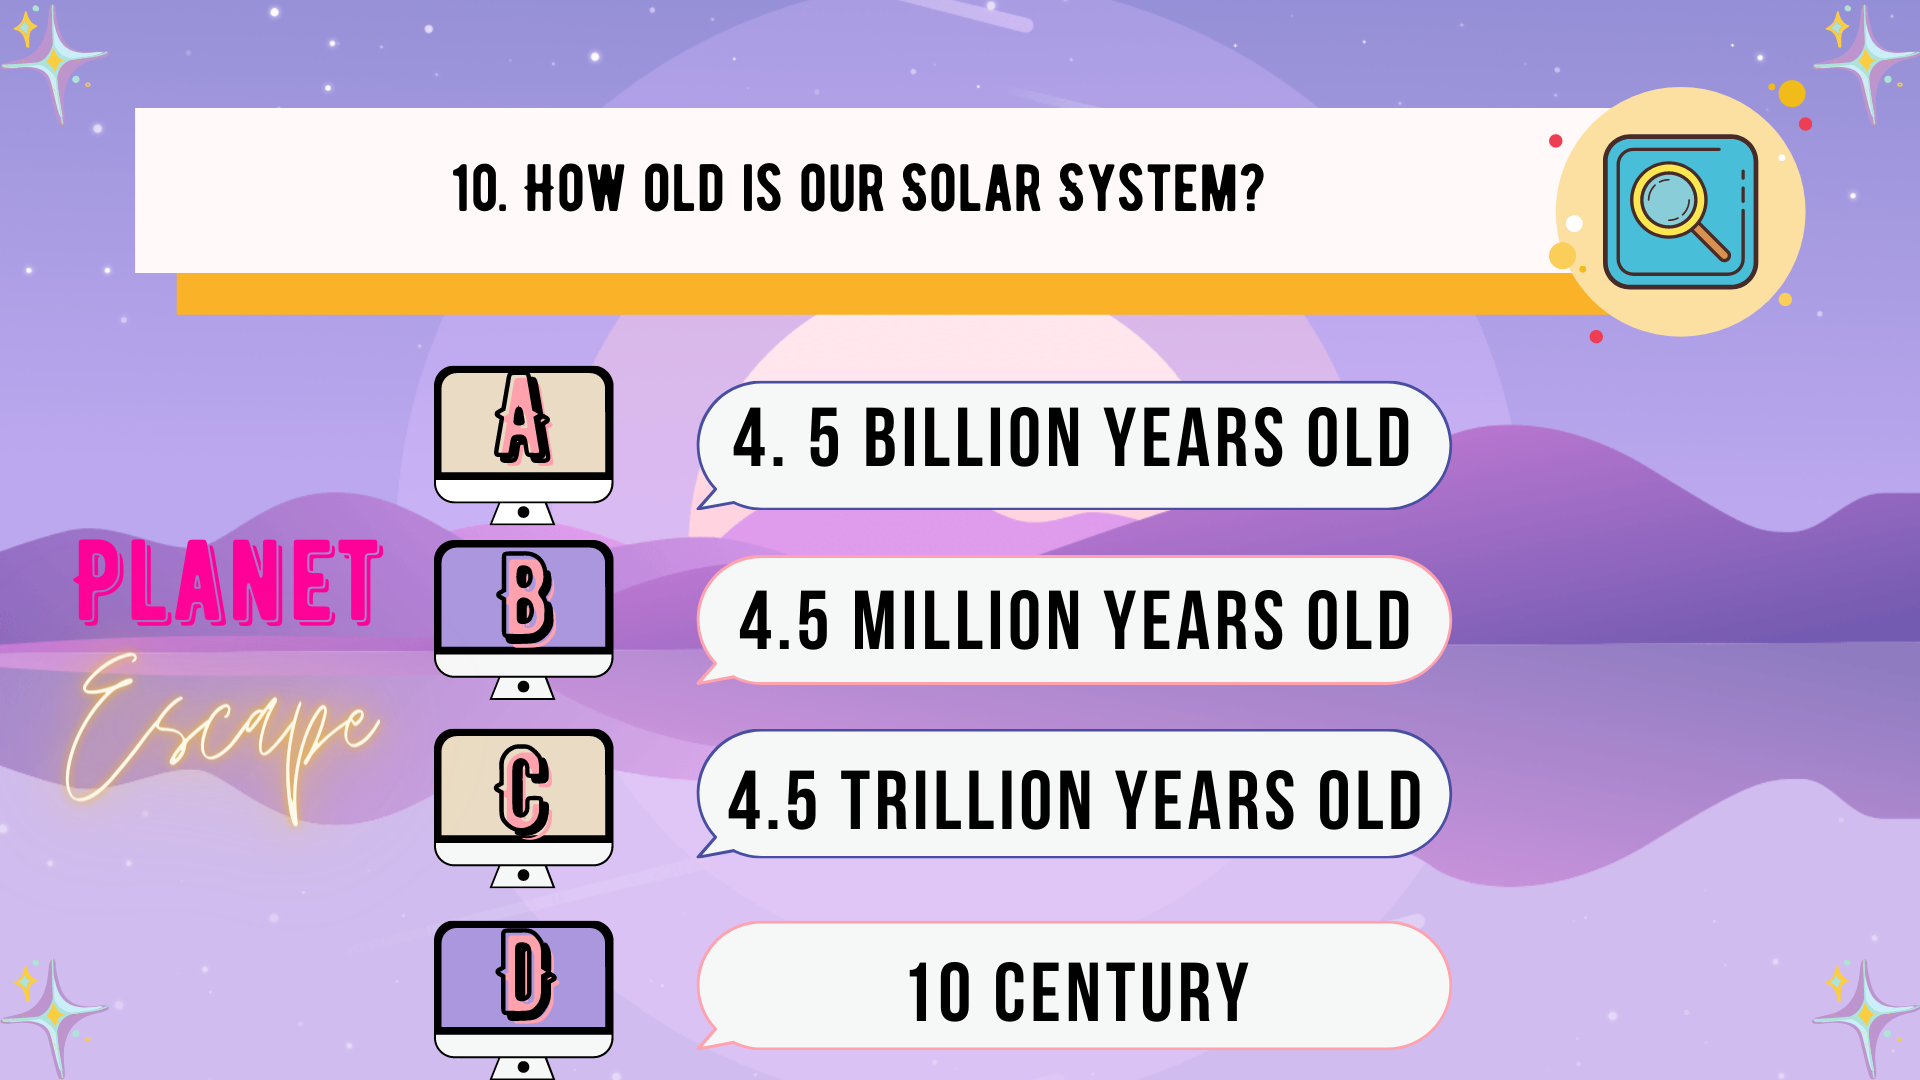 10. HOW OLD IS OUR SOLAR SYSTEM?
A
4. 5 BILLION YEARS OLD
B
4.5 MILLION YEARS OLD
PLANET
Escape
C
4.5 TRILLION YEARS OLD
D
10 CENTURY